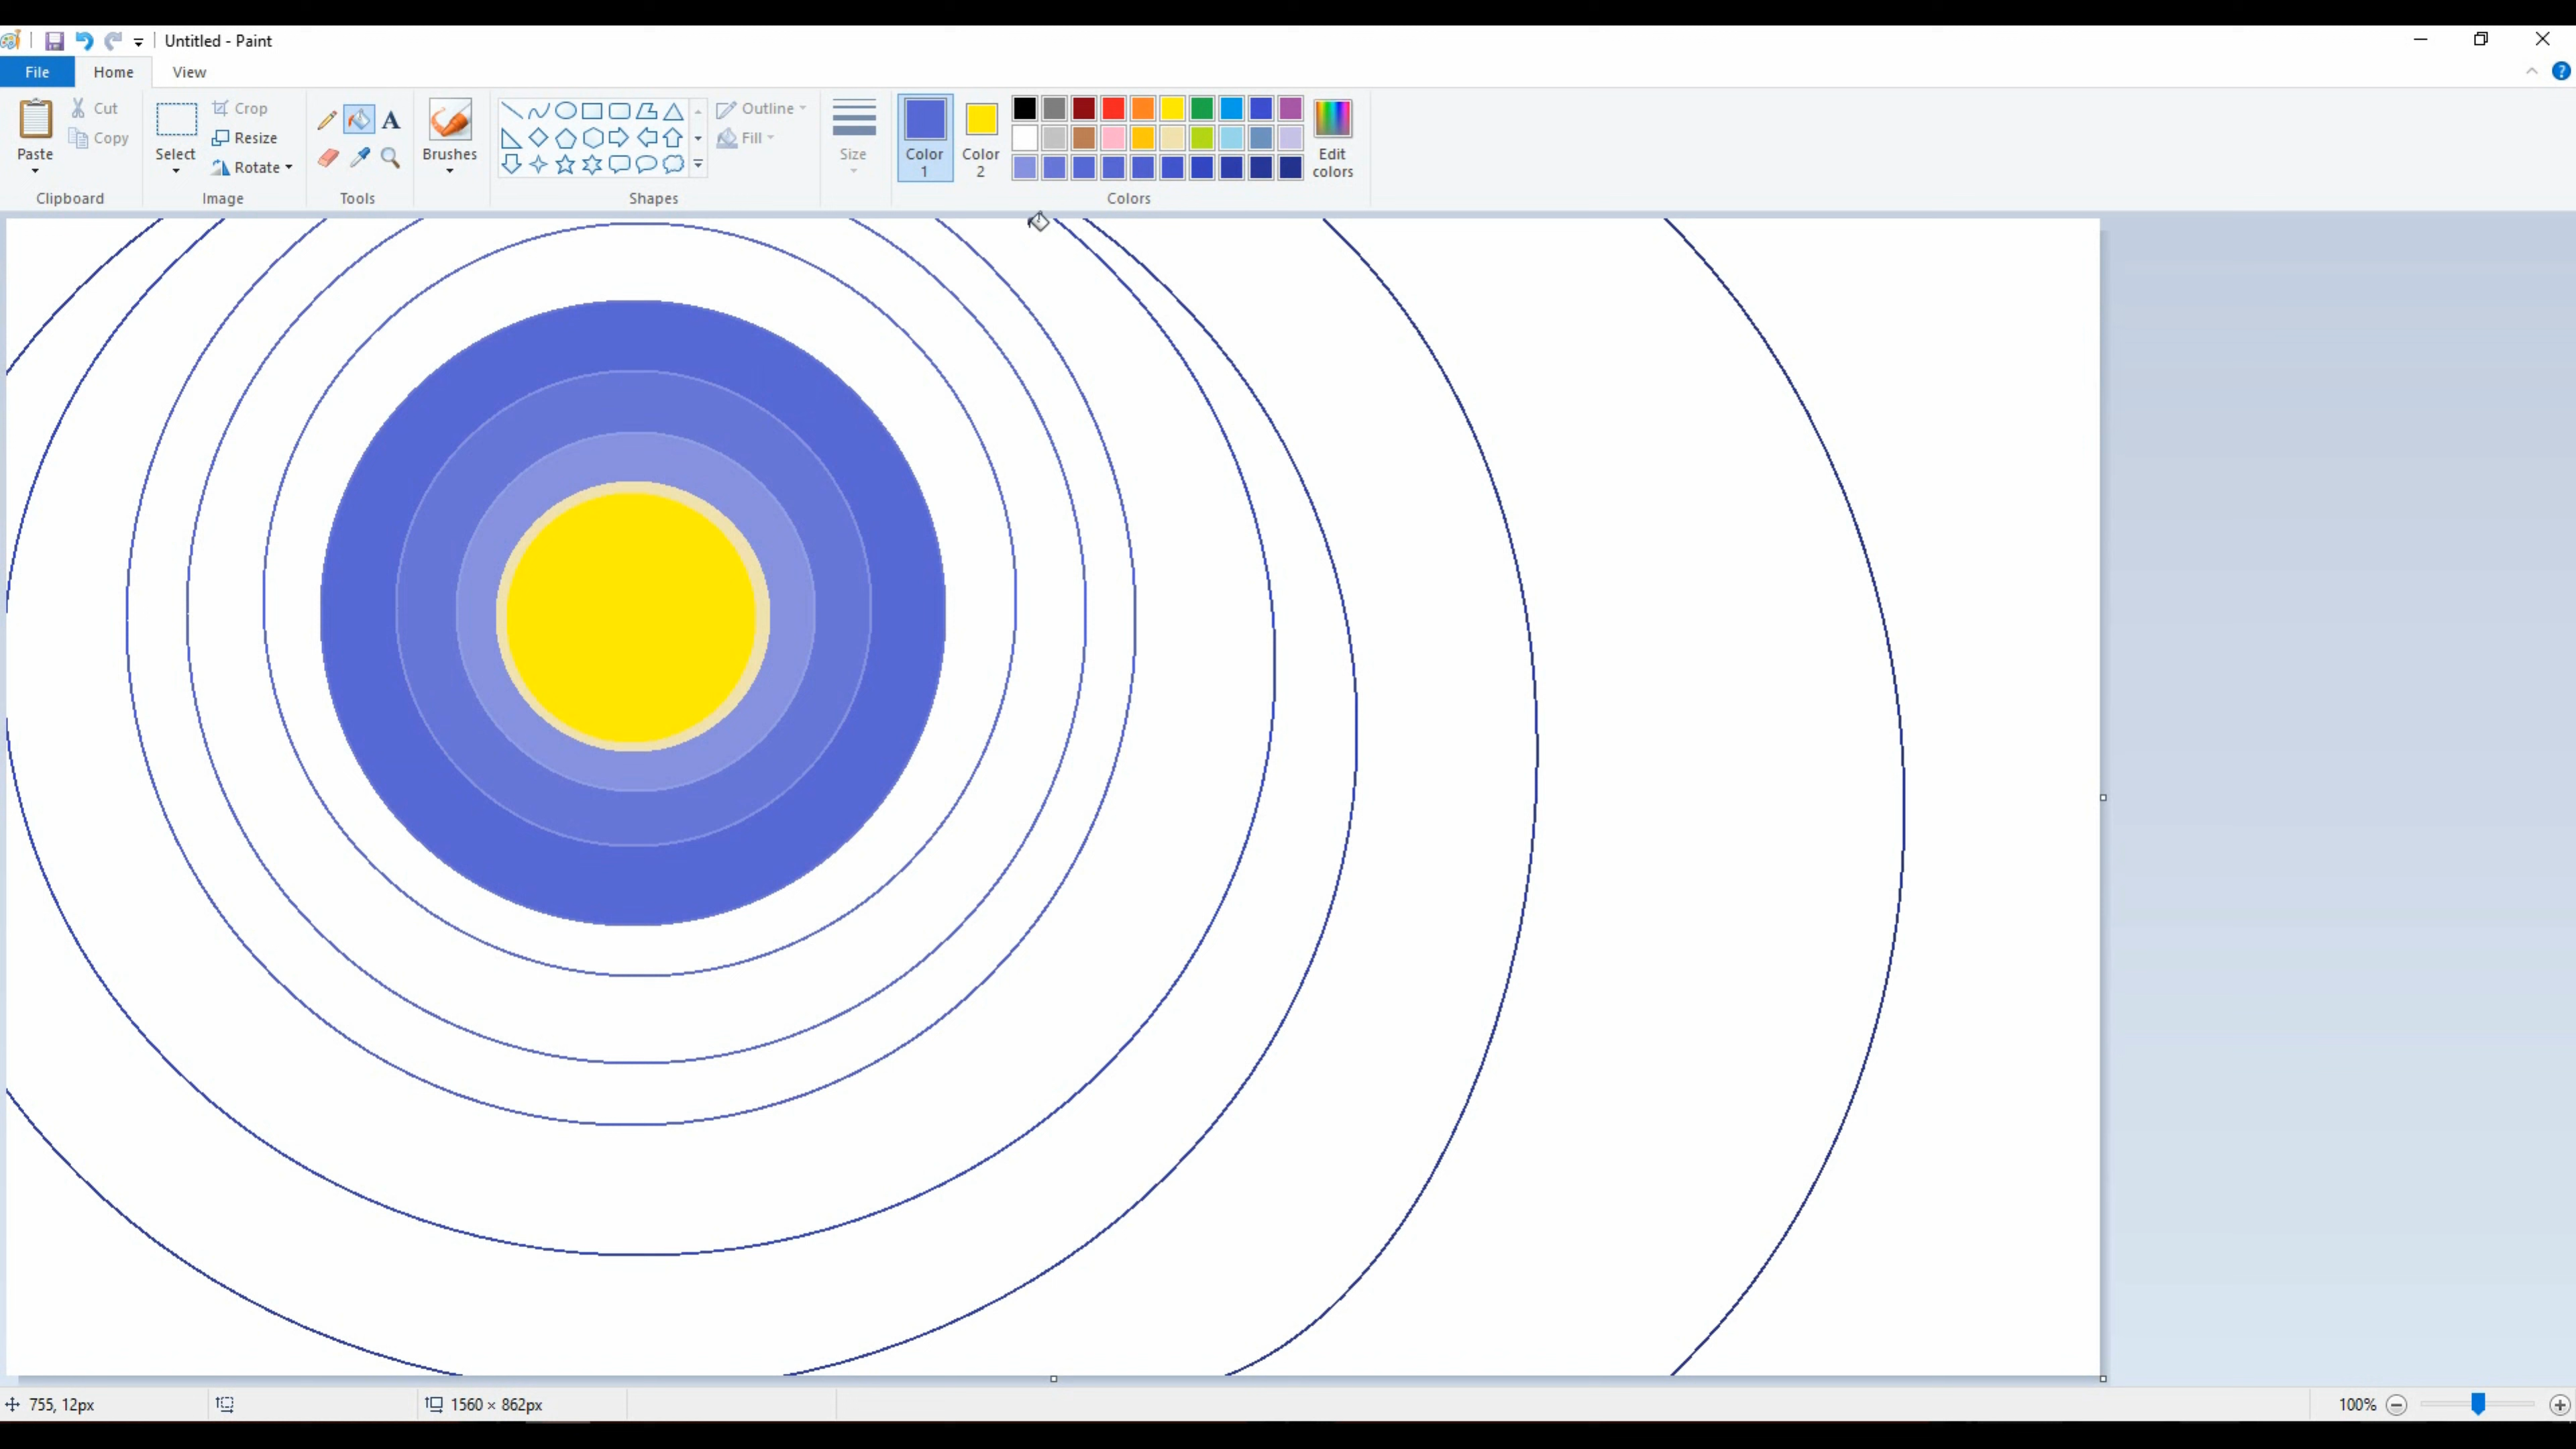 Untitled - Paint
File Home View
Paste Cut Copy Select Crop Resize Rotate A Brushes Outline Fill Size Color 1 Color 2 Edit colors
Clipboard Image Tools Shapes Colors
755, 12px 1560 × 862px 100%